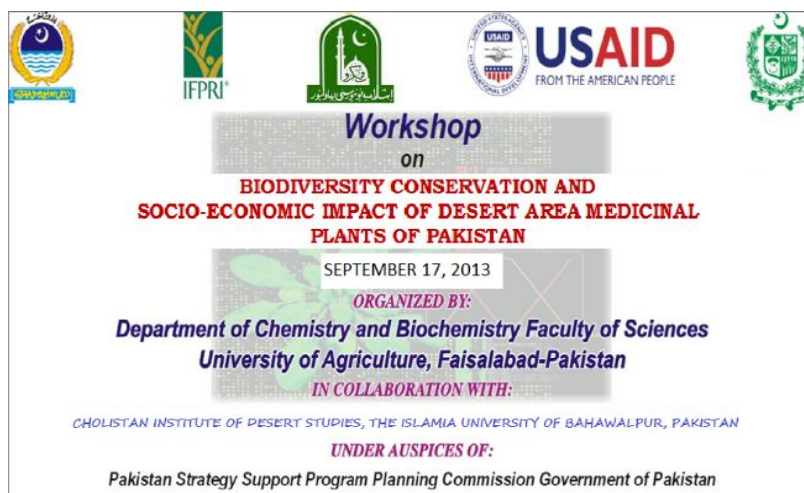 IFPRI®
USAID
FROM THE AMERICAN PEOPLE
Workshop
on
BIODIVERSITY CONSERVATION AND
SOCIO-ECONOMIC IMPACT OF DESERT AREA MEDICINAL
PLANTS OF PAKISTAN
SEPTEMBER 17, 2013
ORGANIZED BY:
Department of Chemistry and Biochemistry Faculty of Sciences
University of Agriculture, Faisalabad-Pakistan
IN COLLABORATION WITH:
CHOLISTAN INSTITUTE OF DESERT STUDIES, THE ISLAMIA UNIVERSITY OF BAHAWALPUR, PAKISTAN
UNDER AUSPICES OF:
Pakistan Strategy Support Program Planning Commission Government of Pakistan